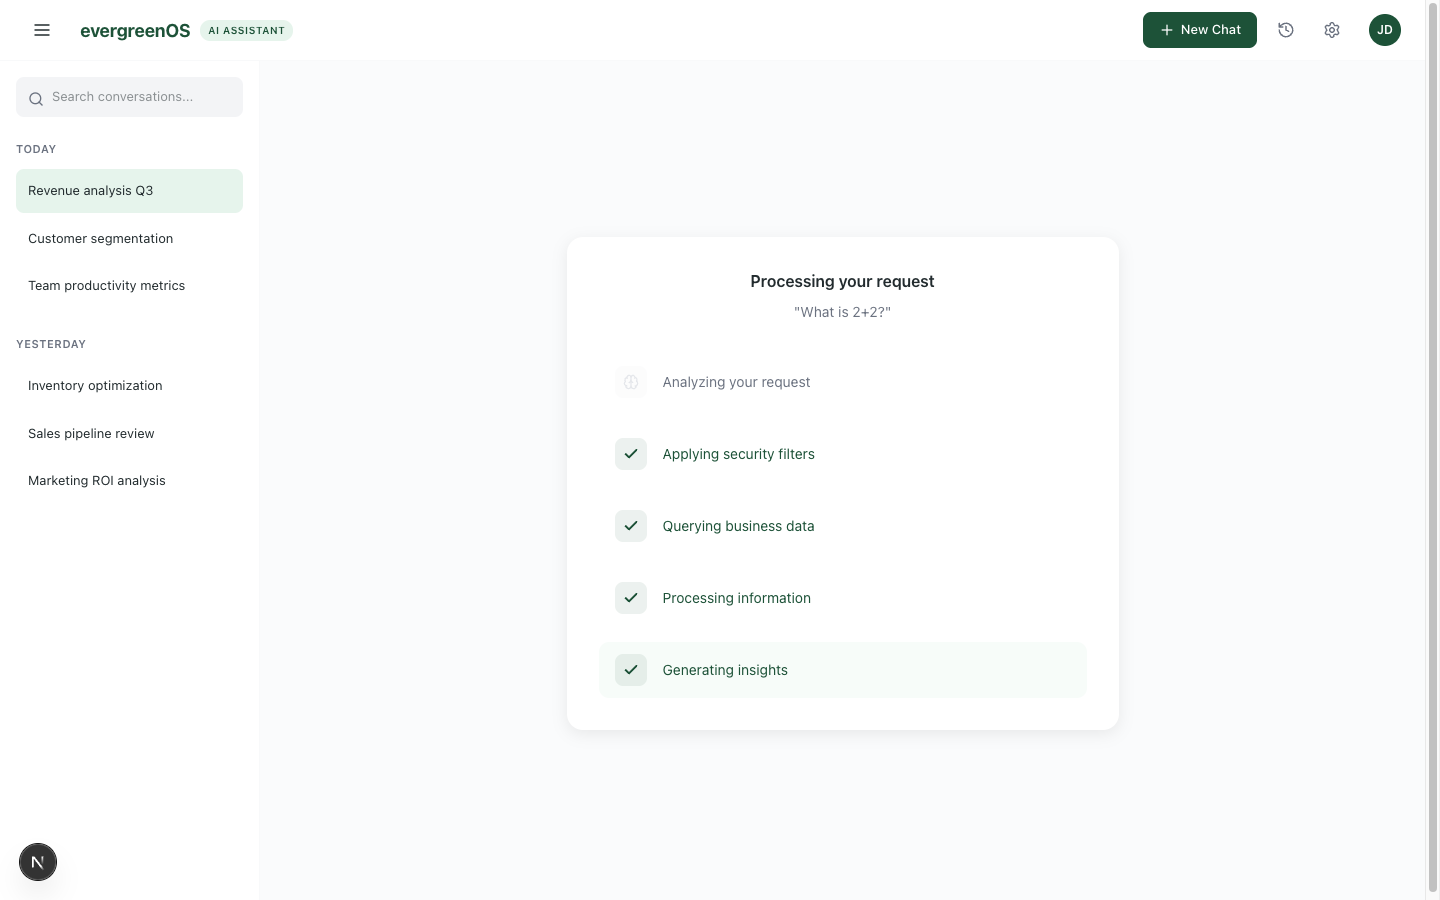 evergreenOS
AI ASSISTANT
New Chat
JD
Search conversations...
TODAY
Revenue analysis Q3
Customer segmentation
Team productivity metrics
YESTERDAY
Inventory optimization
Sales pipeline review
Marketing ROI analysis
Processing your request
"What is 2+2?"
Analyzing your request
Applying security filters
Querying business data
Processing information
Generating insights
N